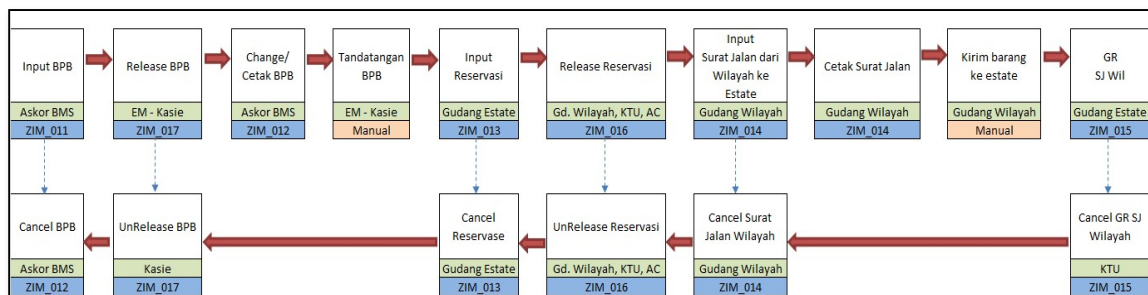 Input BPB
Askor BMS
ZIM_011
Release BPB
EM - Kasie
ZIM_017
Change/
Cetak BPB
Askor BMS
ZIM_012
Tandatangan
BPB
EM - Kasie
Manual
Input
Reservasi
Gudang Estate
ZIM_013
Release Reservasi
Gd. Wilayah, KTU, AC
ZIM_016
Input
Surat Jalan dari
Wilayah ke
Estate
Gudang Wilayah
ZIM_014
Cetak Surat Jalan
Gudang Wilayah
ZIM_014
Kirim barang
ke estate
Gudang Wilayah
Manual
GR
SJ Wil
Gudang Estate
ZIM_015
Cancel BPB
Askor BMS
ZIM_012
UnRelease BPB
Kasie
ZIM_017
Cancel
Reservase
Gudang Estate
ZIM_013
UnRelease Reservasi
Gd. Wilayah, KTU, AC
ZIM_016
Cancel Surat
Jalan Wilayah
Gudang Wilayah
ZIM_014
Cancel GR SJ
Wilayah
KTU
ZIM_015